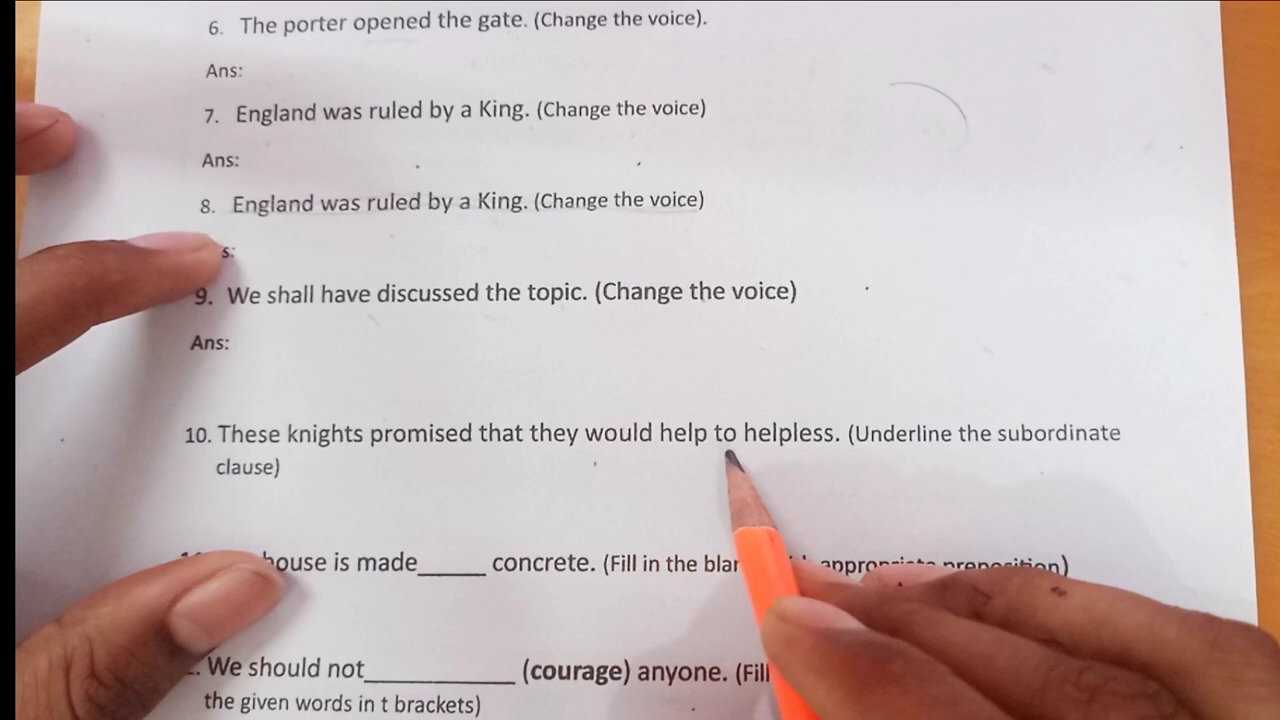 6. The porter opened the gate. (Change the voice).
Ans:
7. England was ruled by a King. (Change the voice)
Ans:
8. England was ruled by a King. (Change the voice)
s:
9. We shall have discussed the topic. (Change the voice)
Ans:
10. These knights promised that they would help to helpless. (Underline the subordinate
clause)
house is made_____ concrete. (Fill in the appropriate preposition)
. We should not___________ (courage) anyone. (Fill
the given words in t brackets)